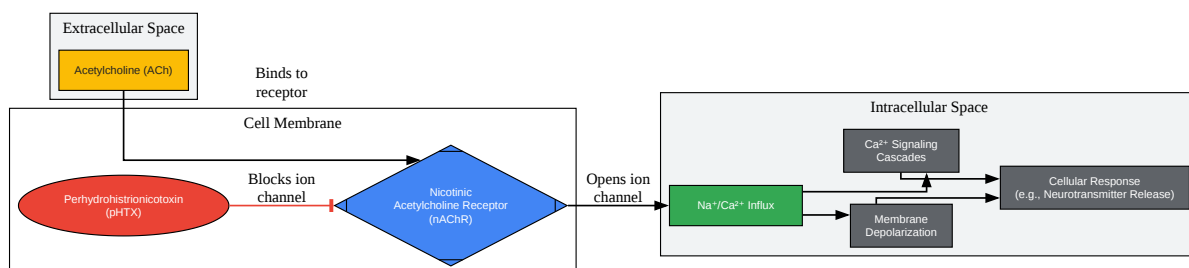 Extracellular Space
Acetylcholine (ACh)
Binds to
receptor
Cell Membrane
Perhydrohistrionicotoxin
(pHTX)
Blocks ion
channel
Nicotinic
Acetylcholine Receptor
(nAChR)
Opens ion
channel
Intracellular Space
Na⁺/Ca²⁺ Influx
Ca²⁺ Signaling
Cascades
Membrane
Depolarization
Cellular Response
(e.g., Neurotransmitter Release)